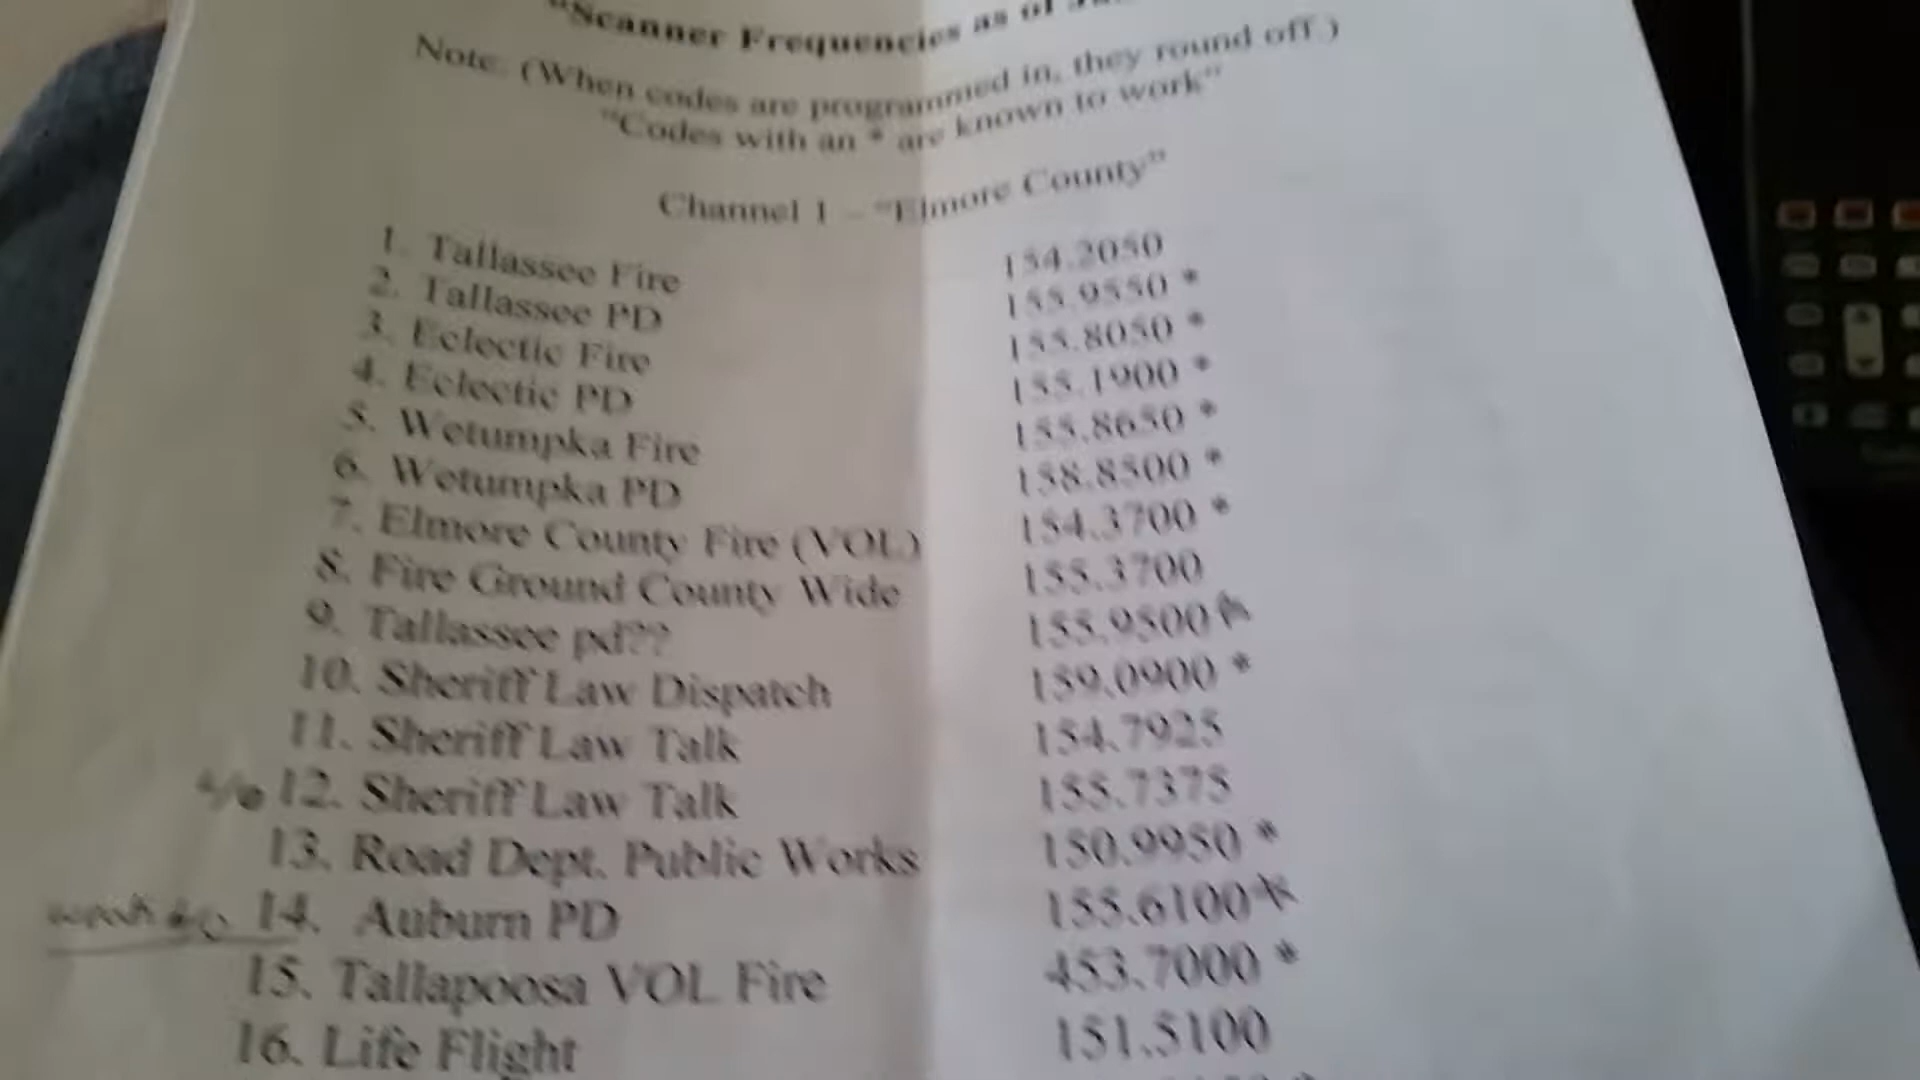 "Scanner Frequencies as of
Note: (When codes are programmed in, they round off.)
"Codes with an * are known to work"
Channel 1 – "Elmore County"
1. Tallassee Fire 154.2050
2. Tallassee PD 155.9550 *
3. Eclectic Fire 155.8050 *
4. Eclectic PD 155.1900 *
5. Wetumpka Fire 155.8650 *
6. Wetumpka PD 158.8500 *
7. Elmore County Fire (VOL) 154.3700 *
8. Fire Ground County Wide 155.3700
9. Tallassee pd?? 155.9500 *
10. Sheriff Law Dispatch 159.0900 *
11. Sheriff Law Talk 154.7925
12. Sheriff Law Talk 155.7375
13. Road Dept. Public Works 150.9950 *
14. Auburn PD 155.6100 *
15. Tallapoosa VOL Fire 453.7000 *
16. Life Flight 151.5100